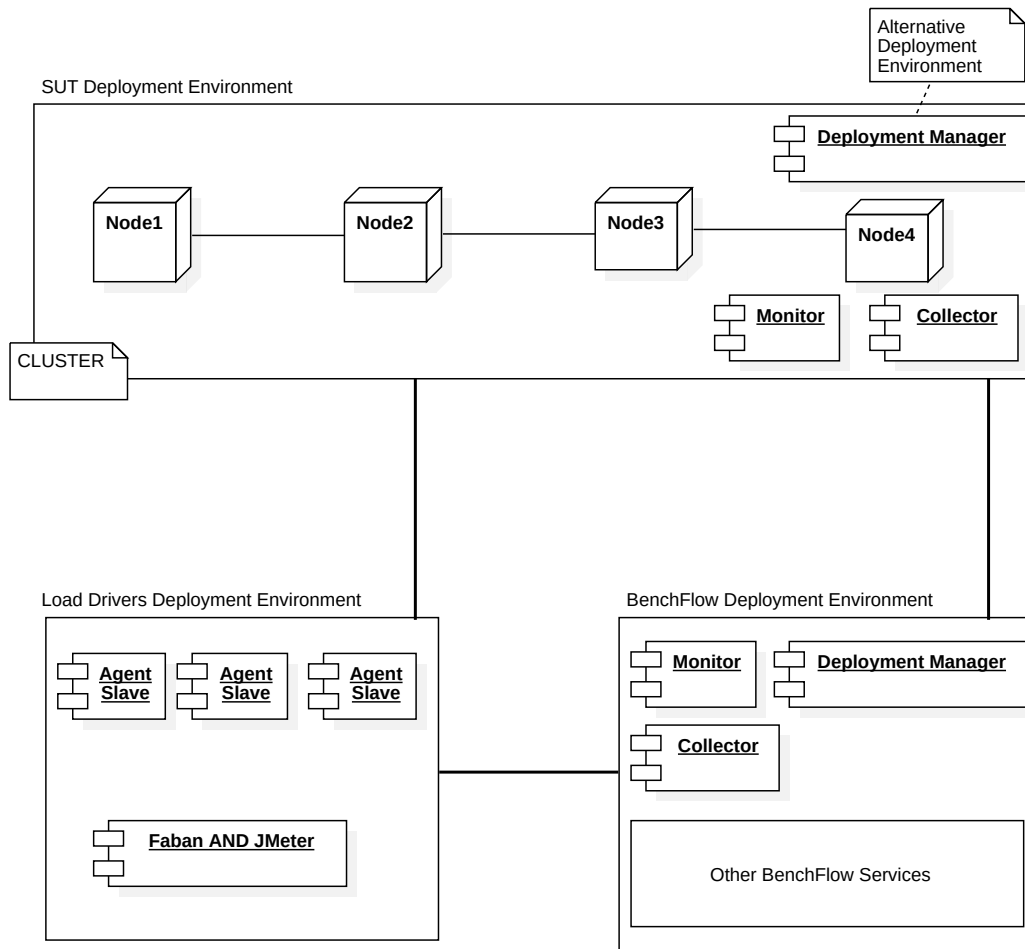 Alternative
Deployment
Environment
SUT Deployment Environment
Deployment Manager
Node1
Node2
Node3
Node4
Monitor
Collector
CLUSTER
Load Drivers Deployment Environment
BenchFlow Deployment Environment
Agent
Slave
Agent
Slave
Agent
Slave
Monitor
Deployment Manager
Collector
Faban AND JMeter
Other BenchFlow Services